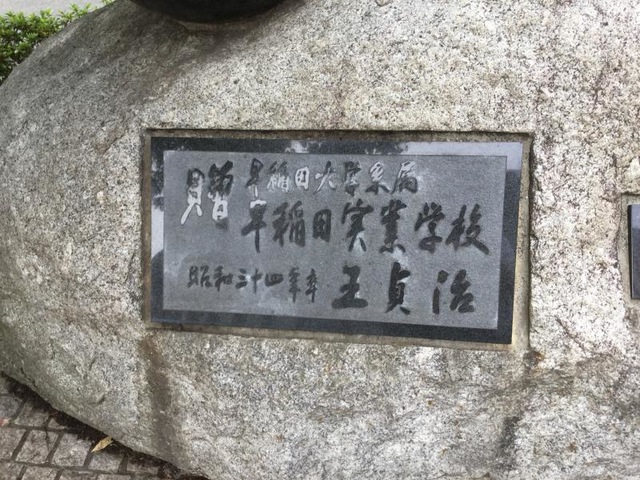 贈 早稲田大学系属
早稲田実業学校
昭和三十四年卒 王貞治